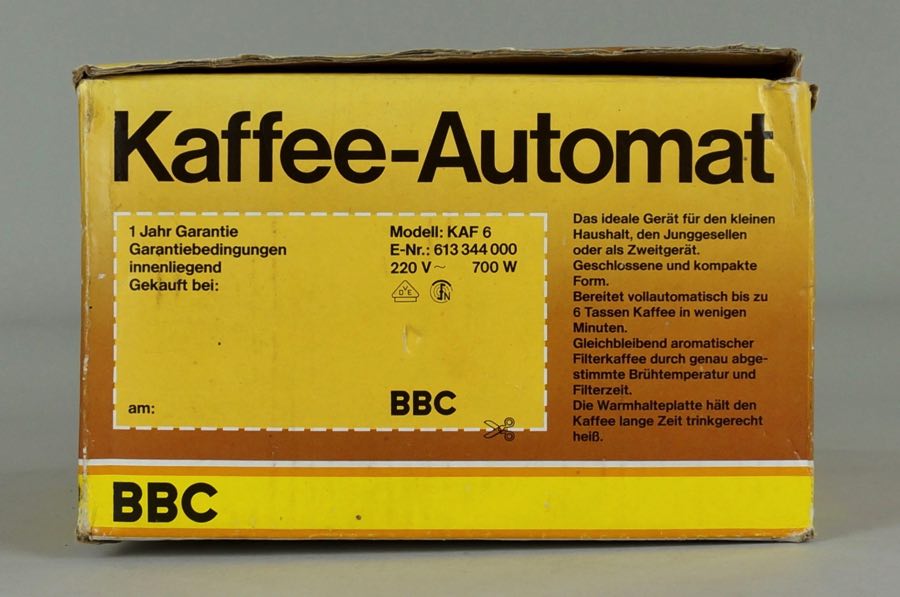 Kaffee-Automat
1 Jahr Garantie
Garantiebedingungen
innenliegend
Gekauft bei:
am:
Modell: KAF 6
E-Nr.: 613 344 000
220 V~ 700 W
DVE
FN
BBC
Das ideale Gerät für den kleinen
Haushalt, den Junggesellen
oder als Zweitgerät.
Geschlossene und kompakte
Form.
Bereitet vollautomatisch bis zu
6 Tassen Kaffee in wenigen
Minuten.
Gleichbleibend aromatischer
Filterkaffee durch genau abge-
stimmte Brühtemperatur und
Filterzeit.
Die Warmhalteplatte hält den
Kaffee lange Zeit trinkgerecht
heiß.
BBC